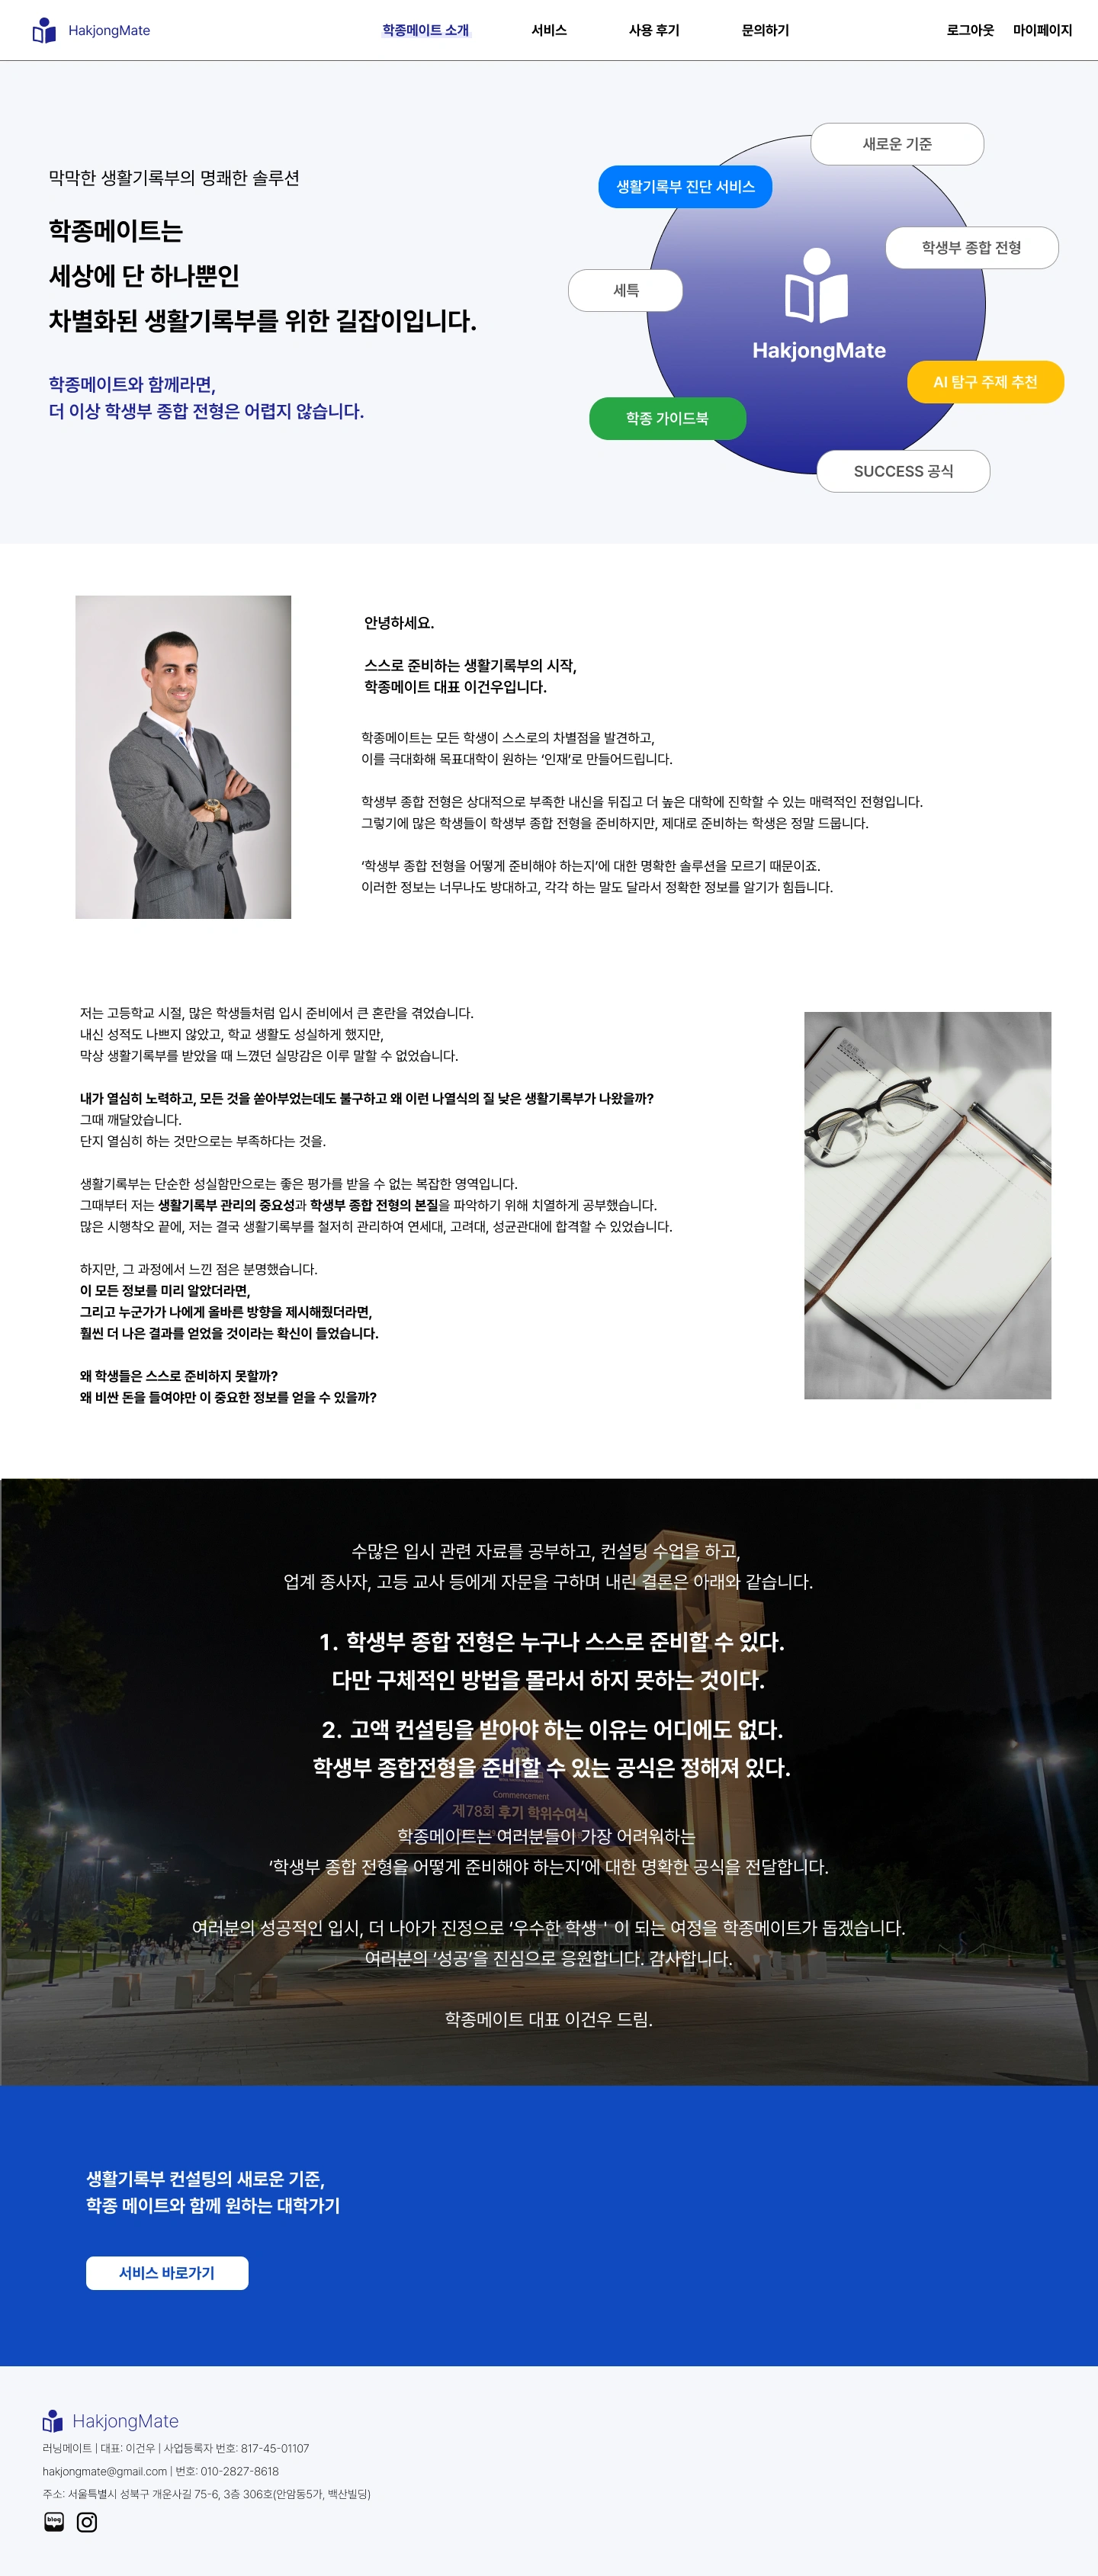 HakjongMate
학종메이트 소개
서비스
사용 후기
문의하기
로그아웃
마이페이지
막막한 생활기록부의 명쾌한 솔루션
학종메이트는
세상에 단 하나뿐인
차별화된 생활기록부를 위한 길잡이입니다.
학종메이트와 함께라면,
더 이상 학생부 종합 전형은 어렵지 않습니다.
새로운 기준
생활기록부 진단 서비스
학생부 종합 전형
세특
HakjongMate
AI 탐구 주제 추천
학종 가이드북
SUCCESS 공식
안녕하세요.
스스로 준비하는 생활기록부의 시작,
학종메이트 대표 이건우입니다.
학종메이트는 모든 학생이 스스로의 차별점을 발견하고,
이를 극대화해 목표대학이 원하는 ‘인재’로 만들어드립니다.
학생부 종합 전형은 상대적으로 부족한 내신을 뒤집고 더 높은 대학에 진학할 수 있는 매력적인 전형입니다.
그렇기에 많은 학생들이 학생부 종합 전형을 준비하지만, 제대로 준비하는 학생은 정말 드뭅니다.
‘학생부 종합 전형을 어떻게 준비해야 하는지’에 대한 명확한 솔루션을 모르기 때문이죠.
이러한 정보는 너무나도 방대하고, 각각 하는 말도 달라서 정확한 정보를 알기가 힘듭니다.
저는 고등학교 시절, 많은 학생들처럼 입시 준비에서 큰 혼란을 겪었습니다.
내신 성적도 나쁘지 않았고, 학교 생활도 성실하게 했지만,
막상 생활기록부를 받았을 때 느꼈던 실망감은 이루 말할 수 없었습니다.
내가 열심히 노력하고, 모든 것을 쏟아부었는데도 불구하고 왜 이런 나열식의 질 낮은 생활기록부가 나왔을까?
그때 깨달았습니다.
단지 열심히 하는 것만으로는 부족하다는 것을.
생활기록부는 단순한 성실함만으로는 좋은 평가를 받을 수 없는 복잡한 영역입니다.
그때부터 저는 생활기록부 관리의 중요성과 학생부 종합 전형의 본질을 파악하기 위해 치열하게 공부했습니다.
많은 시행착오 끝에, 저는 결국 생활기록부를 철저히 관리하여 연세대, 고려대, 성균관대에 합격할 수 있었습니다.
하지만, 그 과정에서 느낀 점은 분명했습니다.
이 모든 정보를 미리 알았더라면,
그리고 누군가가 나에게 올바른 방향을 제시해줬더라면,
훨씬 더 나은 결과를 얻었을 것이라는 확신이 들었습니다.
왜 학생들은 스스로 준비하지 못할까?
왜 비싼 돈을 들여야만 이 중요한 정보를 얻을 수 있을까?
수많은 입시 관련 자료를 공부하고, 컨설팅 수업을 하고,
업계 종사자, 고등 교사 등에게 자문을 구하며 내린 결론은 아래와 같습니다.
1. 학생부 종합 전형은 누구나 스스로 준비할 수 있다.
다만 구체적인 방법을 몰라서 하지 못하는 것이다.
2. 고액 컨설팅을 받아야 하는 이유는 어디에도 없다.
학생부 종합전형을 준비할 수 있는 공식은 정해져 있다.
Commencement
제78회 후기 학위수여식
학종메이트는 여러분들이 가장 어려워하는
‘학생부 종합 전형을 어떻게 준비해야 하는지’에 대한 명확한 공식을 전달합니다.
여러분의 성공적인 입시, 더 나아가 진정으로 ‘우수한 학생 ' 이 되는 여정을 학종메이트가 돕겠습니다.
여러분의 ‘성공’을 진심으로 응원합니다. 감사합니다.
학종메이트 대표 이건우 드림.
생활기록부 컨설팅의 새로운 기준,
학종 메이트와 함께 원하는 대학가기
서비스 바로가기
HakjongMate
러닝메이트 | 대표: 이건우 | 사업등록자 번호: 817-45-01107
hakjongmate@gmail.com | 번호: 010-2827-8618
주소: 서울특별시 성북구 개운사길 75-6, 3층 306호(안암동5가, 백산빌딩)
blog